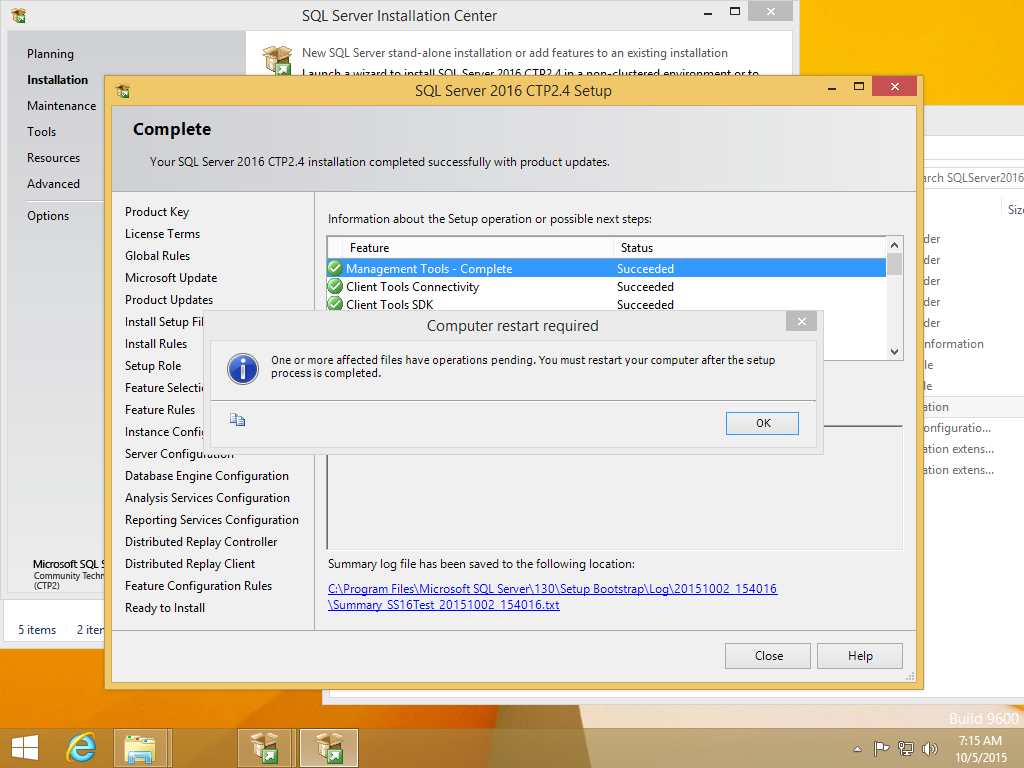 SQL Server Installation Center
Planning
Installation
Maintenance
Tools
Resources
Advanced
Options
New SQL Server stand-alone installation or add features to an existing installation
Launch a wizard to install SQL Server 2016 CTP2.4 in a non-clustered environment or to
Microsoft SQL S
Community Techn
(CTP2)
5 items
2 iten
SQL Server 2016 CTP2.4 Setup
Complete
Your SQL Server 2016 CTP2.4 installation completed successfully with product updates.
Product Key
License Terms
Global Rules
Microsoft Update
Product Updates
Install Setup Fil
Install Rules
Setup Role
Feature Selectio
Feature Rules
Instance Config
Server Configuration
Database Engine Configuration
Analysis Services Configuration
Reporting Services Configuration
Distributed Replay Controller
Distributed Replay Client
Feature Configuration Rules
Ready to Install
Information about the Setup operation or possible next steps:
Feature Status
Management Tools - Complete Succeeded
Client Tools Connectivity Succeeded
Client Tools SDK Succeeded
Computer restart required
One or more affected files have operations pending. You must restart your computer after the setup
process is completed.
OK
Summary log file has been saved to the following location:
C:\Program Files\Microsoft SQL Server\130\Setup Bootstrap\Log\20151002_154016
\Summary_SS16Test_20151002_154016.txt
Close
Help
arch SQLServer2016
Size
der
der
der
der
der
nformation
le
le
ation
onfiguratio...
ation extens...
ation extens...
Build 9600
7:15 AM
10/5/2015